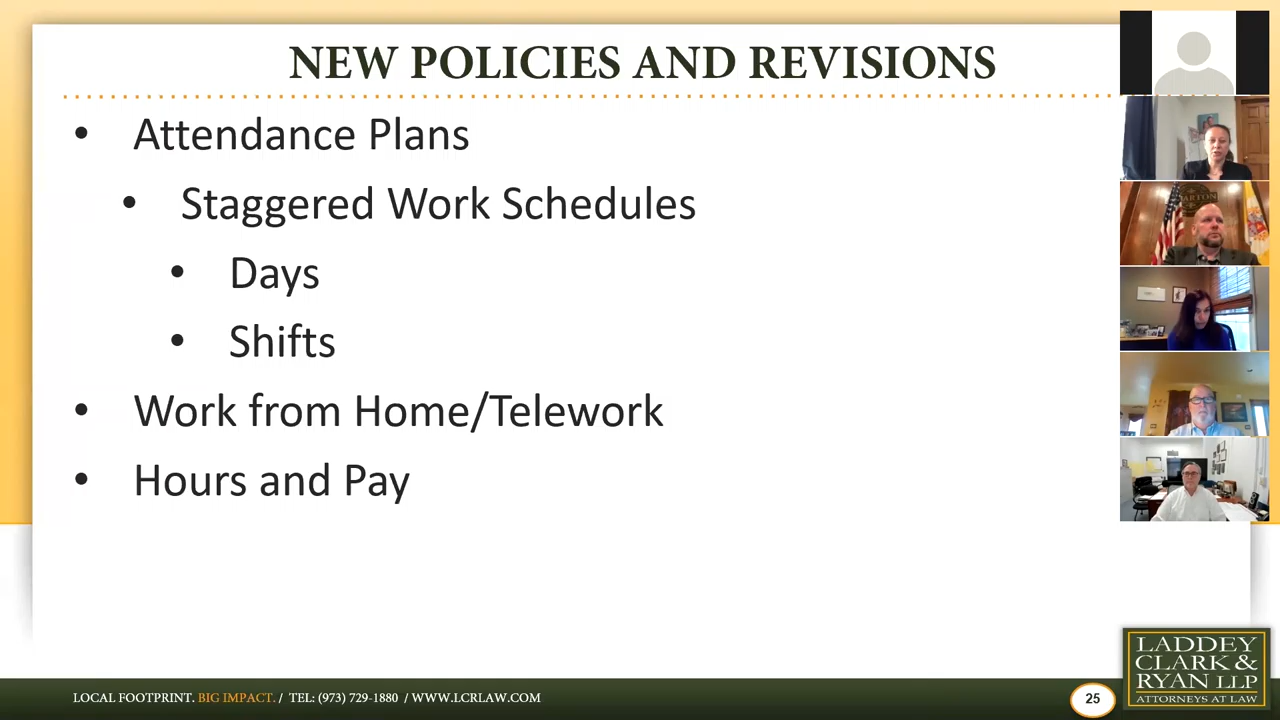 NEW POLICIES AND REVISIONS
• Attendance Plans
• Staggered Work Schedules
• Days
• Shifts
• Work from Home/Telework
• Hours and Pay
LOCAL FOOTPRINT. BIG IMPACT. / TEL: (973) 729-1880 / WWW.LCRLAW.COM
25
LADDEY
CLARK &
RYAN LLP
ATTORNEYS AT LAW